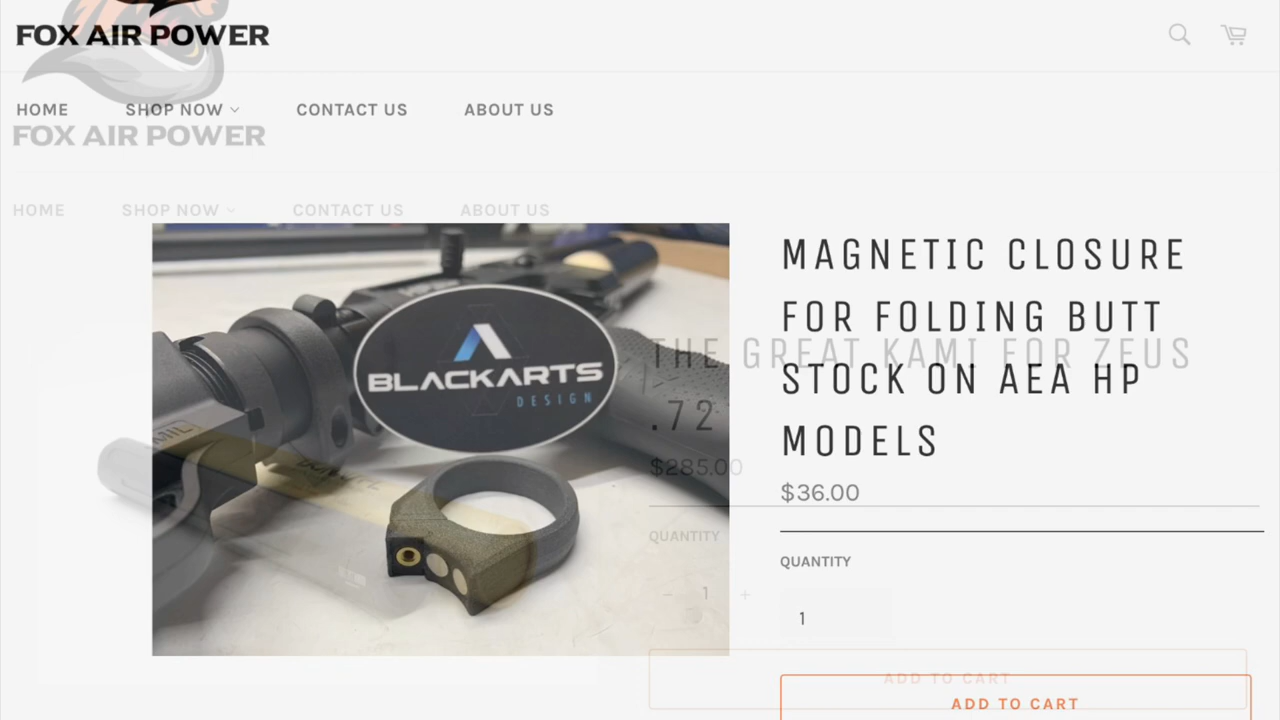 FOX AIR POWER
HOME SHOP NOW CONTACT US ABOUT US
FOX AIR POWER
HOME SHOP NOW CONTACT US ABOUT US
MAGNETIC CLOSURE
FOR FOLDING BUTT
STOCK ON AEA HP
MODELS
$36.00
QUANTITY
1
ADD TO CART
THE GREAT KAMI FOR ZEUS
.72
$285.00
QUANTITY
− 1 +
ADD TO CART
BLACKARTS
DESIGN